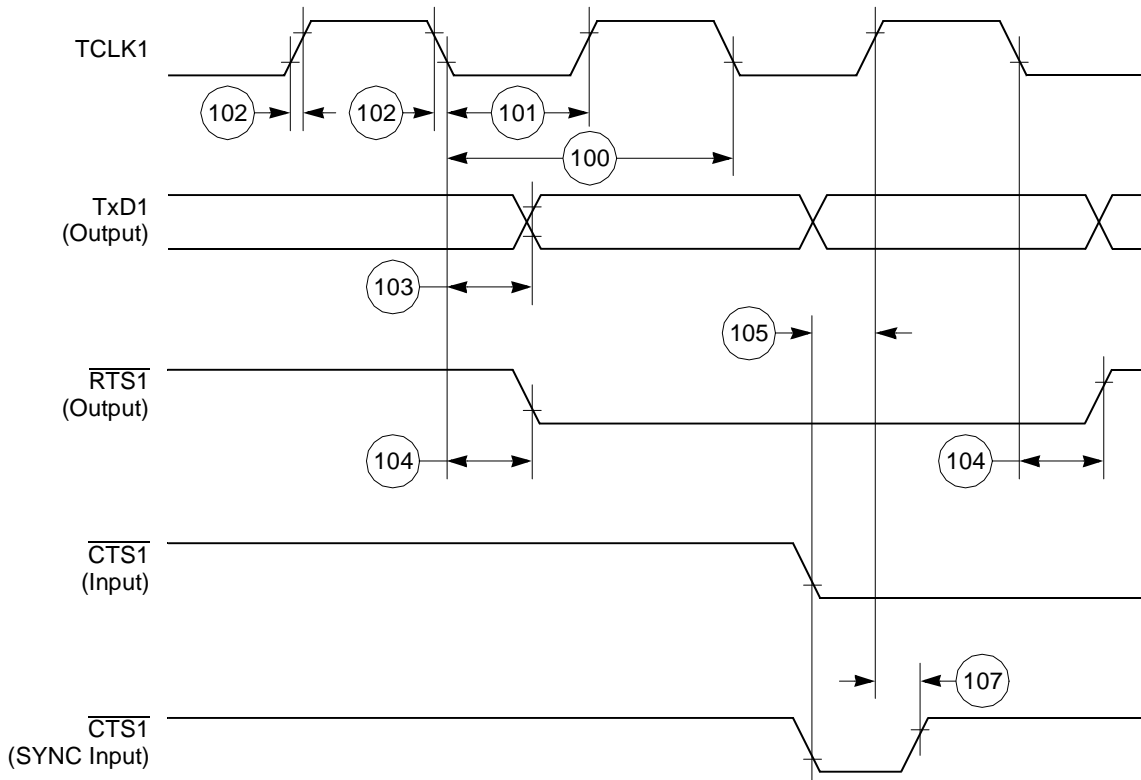 TCLK1
102
102
101
100
TxD1
(Output)
103
105
RTS1
(Output)
104
104
CTS1
(Input)
107
CTS1
(SYNC Input)